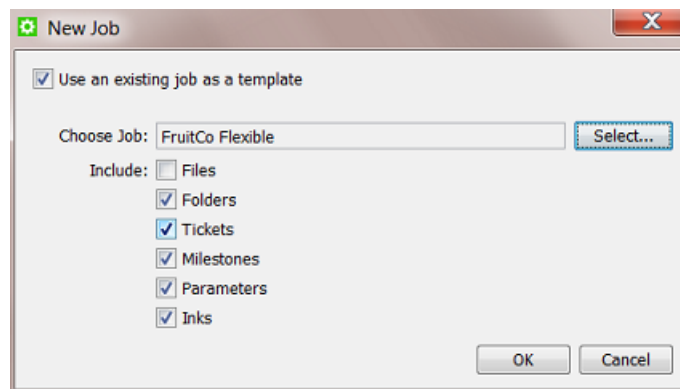 New Job
Use an existing job as a template
Choose Job: FruitCo Flexible Select...
Include: Files
Folders
Tickets
Milestones
Parameters
Inks
OK Cancel